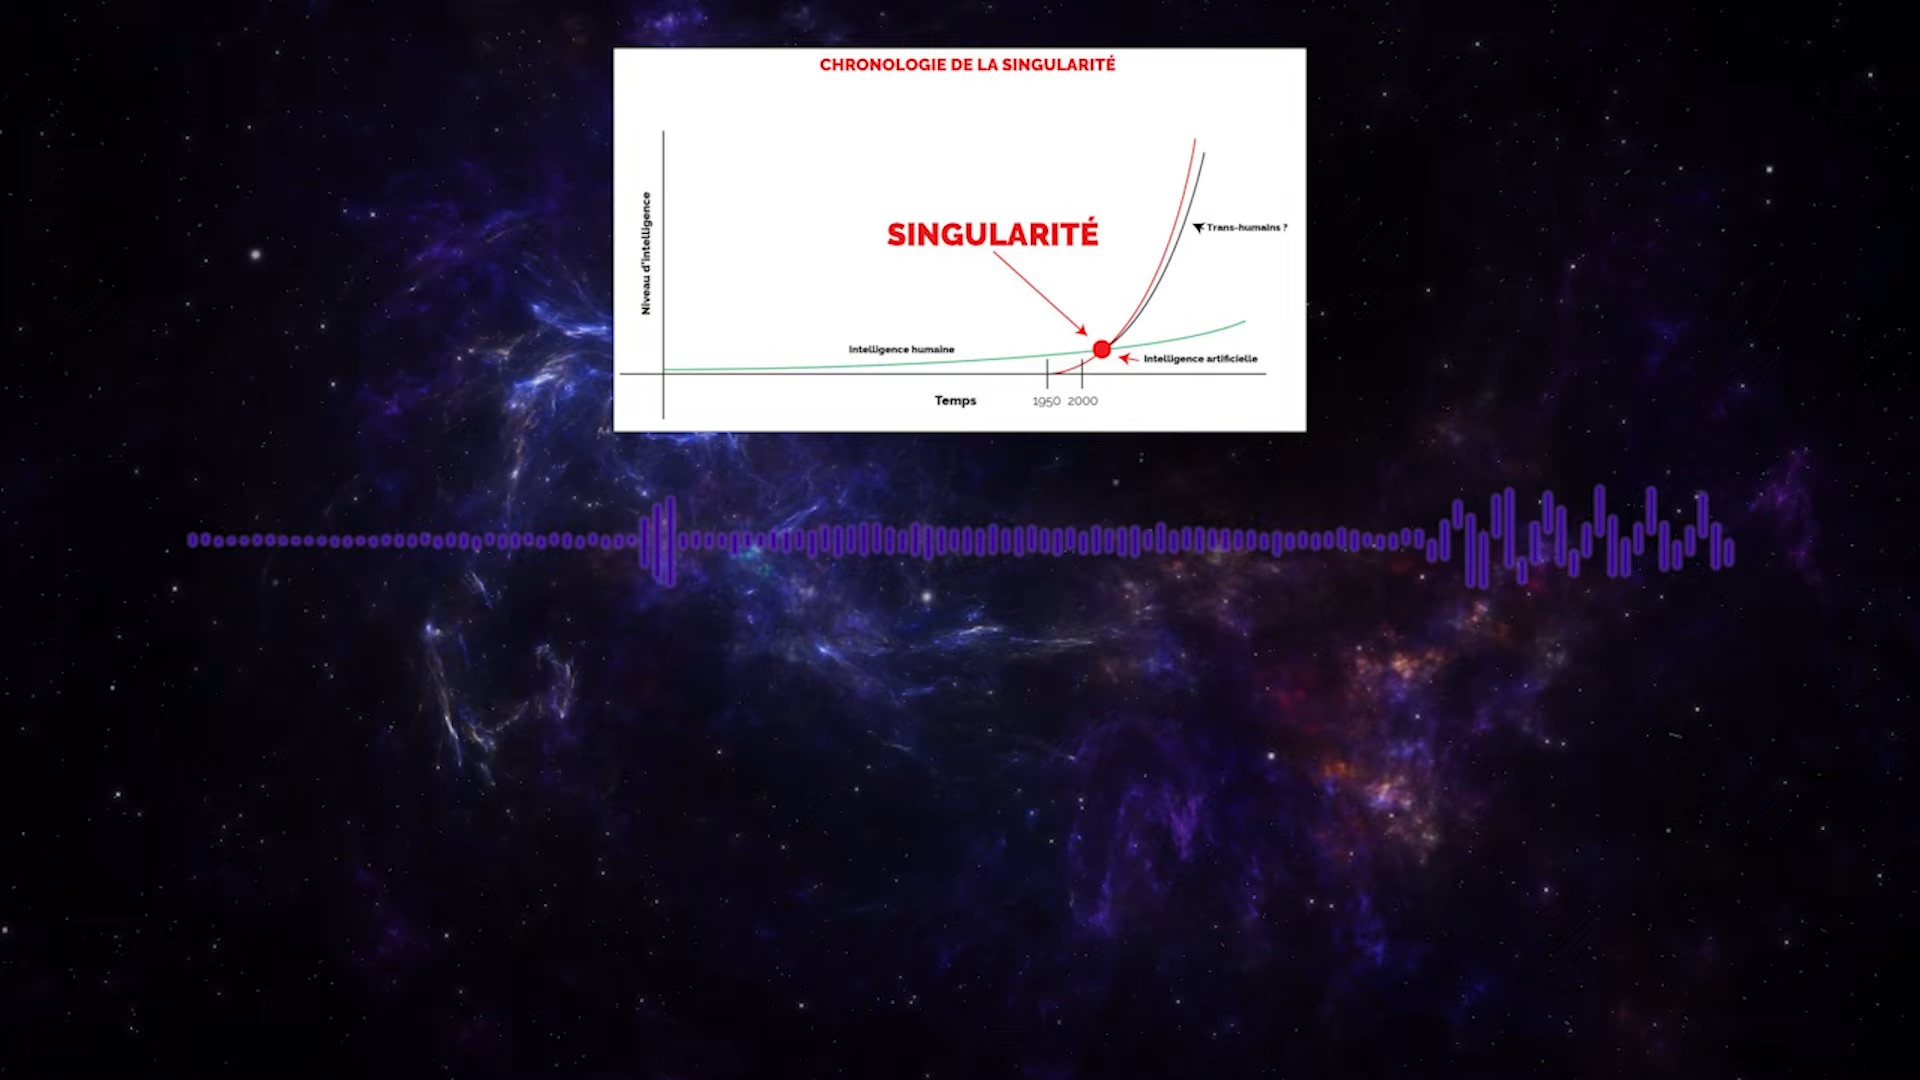 CHRONOLOGIE DE LA SINGULARITÉ
Niveau d'intelligence
SINGULARITÉ
Trans-humains ?
Intelligence humaine
Intelligence artificielle
Temps
1950 2000